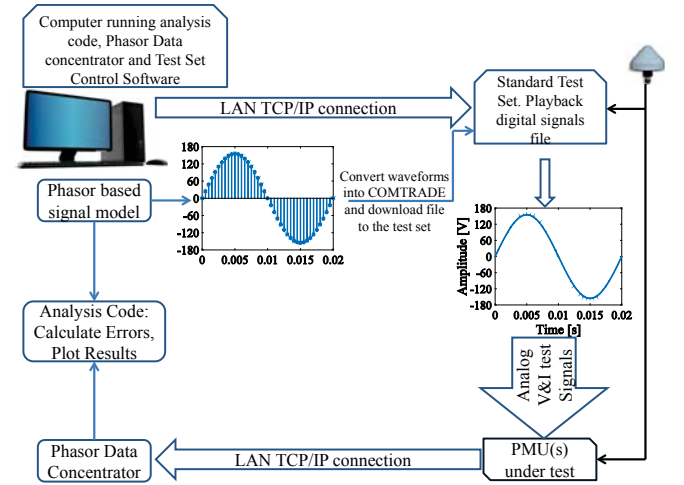 Computer running analysis
code, Phasor Data
concentrator and Test Set
Control Software
LAN TCP/IP connection
Standard Test
Set. Playback
digital signals
file
180
120
60
0
-60
-120
-180
0 0.005 0.01 0.015 0.02
Phasor based
signal model
Convert waveforms
into COMTRADE
and download file
to the test set
Amplitude [V]
180
120
60
0
-60
-120
-180
0 0.005 0.01 0.015 0.02
Time [s]
Analysis Code:
Calculate Errors,
Plot Results
Analog
V&I test
Signals
Phasor Data
Concentrator
LAN TCP/IP connection
PMU(s)
under test